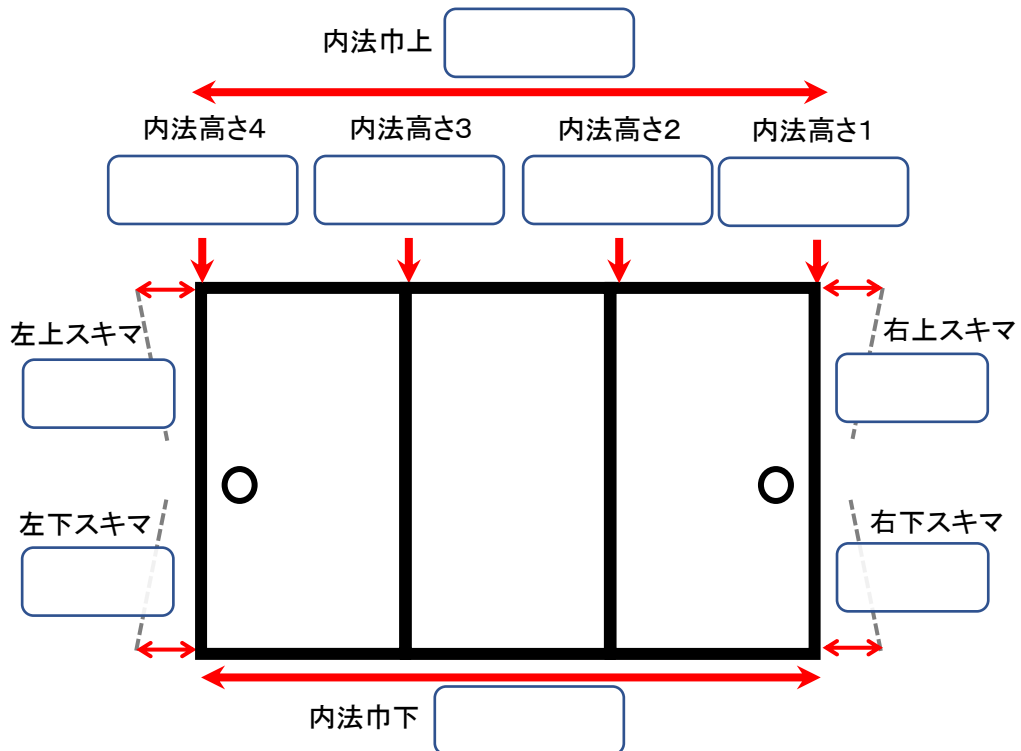 内法巾上
内法高さ4
内法高さ3
内法高さ2
内法高さ1
左上スキマ
右上スキマ
左下スキマ
右下スキマ
内法巾下